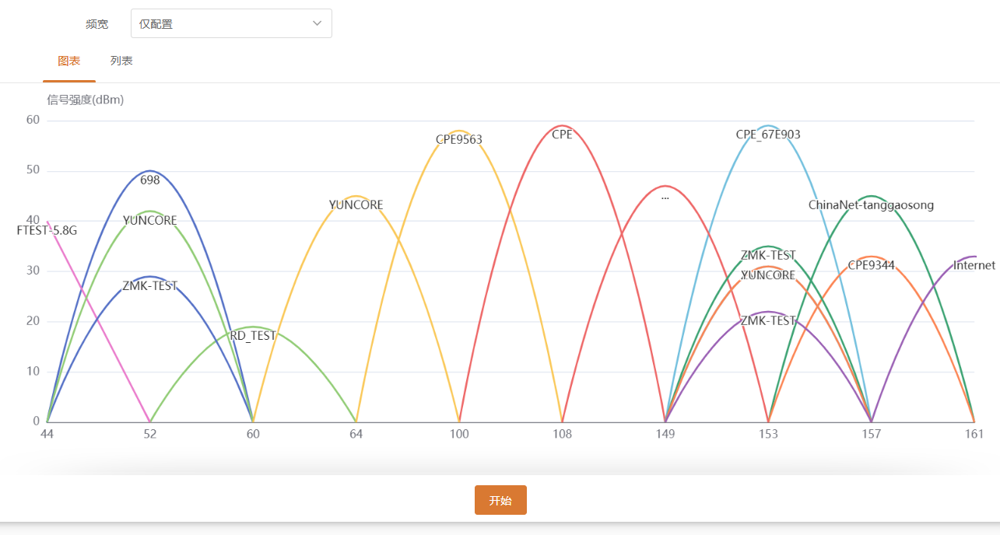 频宽
仅配置
图表 列表
信号强度(dBm)
60
50
40
30
20
10
0
FTEST-5.8G
698
YUNCORE
ZMK-TEST
RD_TEST
YUNCORE
CPE9563
CPE
...
CPE_67E903
ZMK-TEST
YUNCORE
ZMK-TEST
ChinaNet-tanggaosong
CPE9344
Internet
44 52 60 64 100 108 149 153 157 161
开始